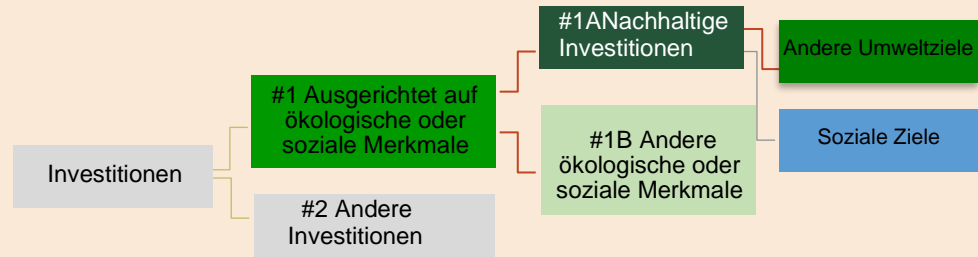 Investitionen
#1 Ausgerichtet auf
ökologische oder
soziale Merkmale
#2 Andere
Investitionen
#1ANachhaltige
Investitionen
#1B Andere
ökologische oder
soziale Merkmale
Andere Umweltziele
Soziale Ziele